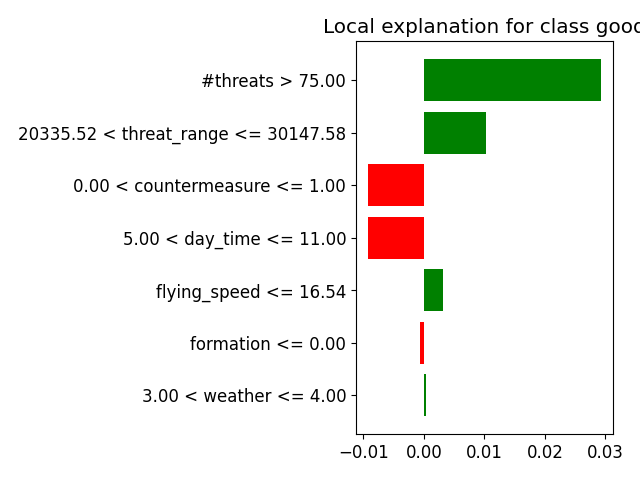 Local explanation for class good
#threats > 75.00
20335.52 < threat_range <= 30147.58
0.00 < countermeasure <= 1.00
5.00 < day_time <= 11.00
flying_speed <= 16.54
formation <= 0.00
3.00 < weather <= 4.00
−0.01 0.00 0.01 0.02 0.03